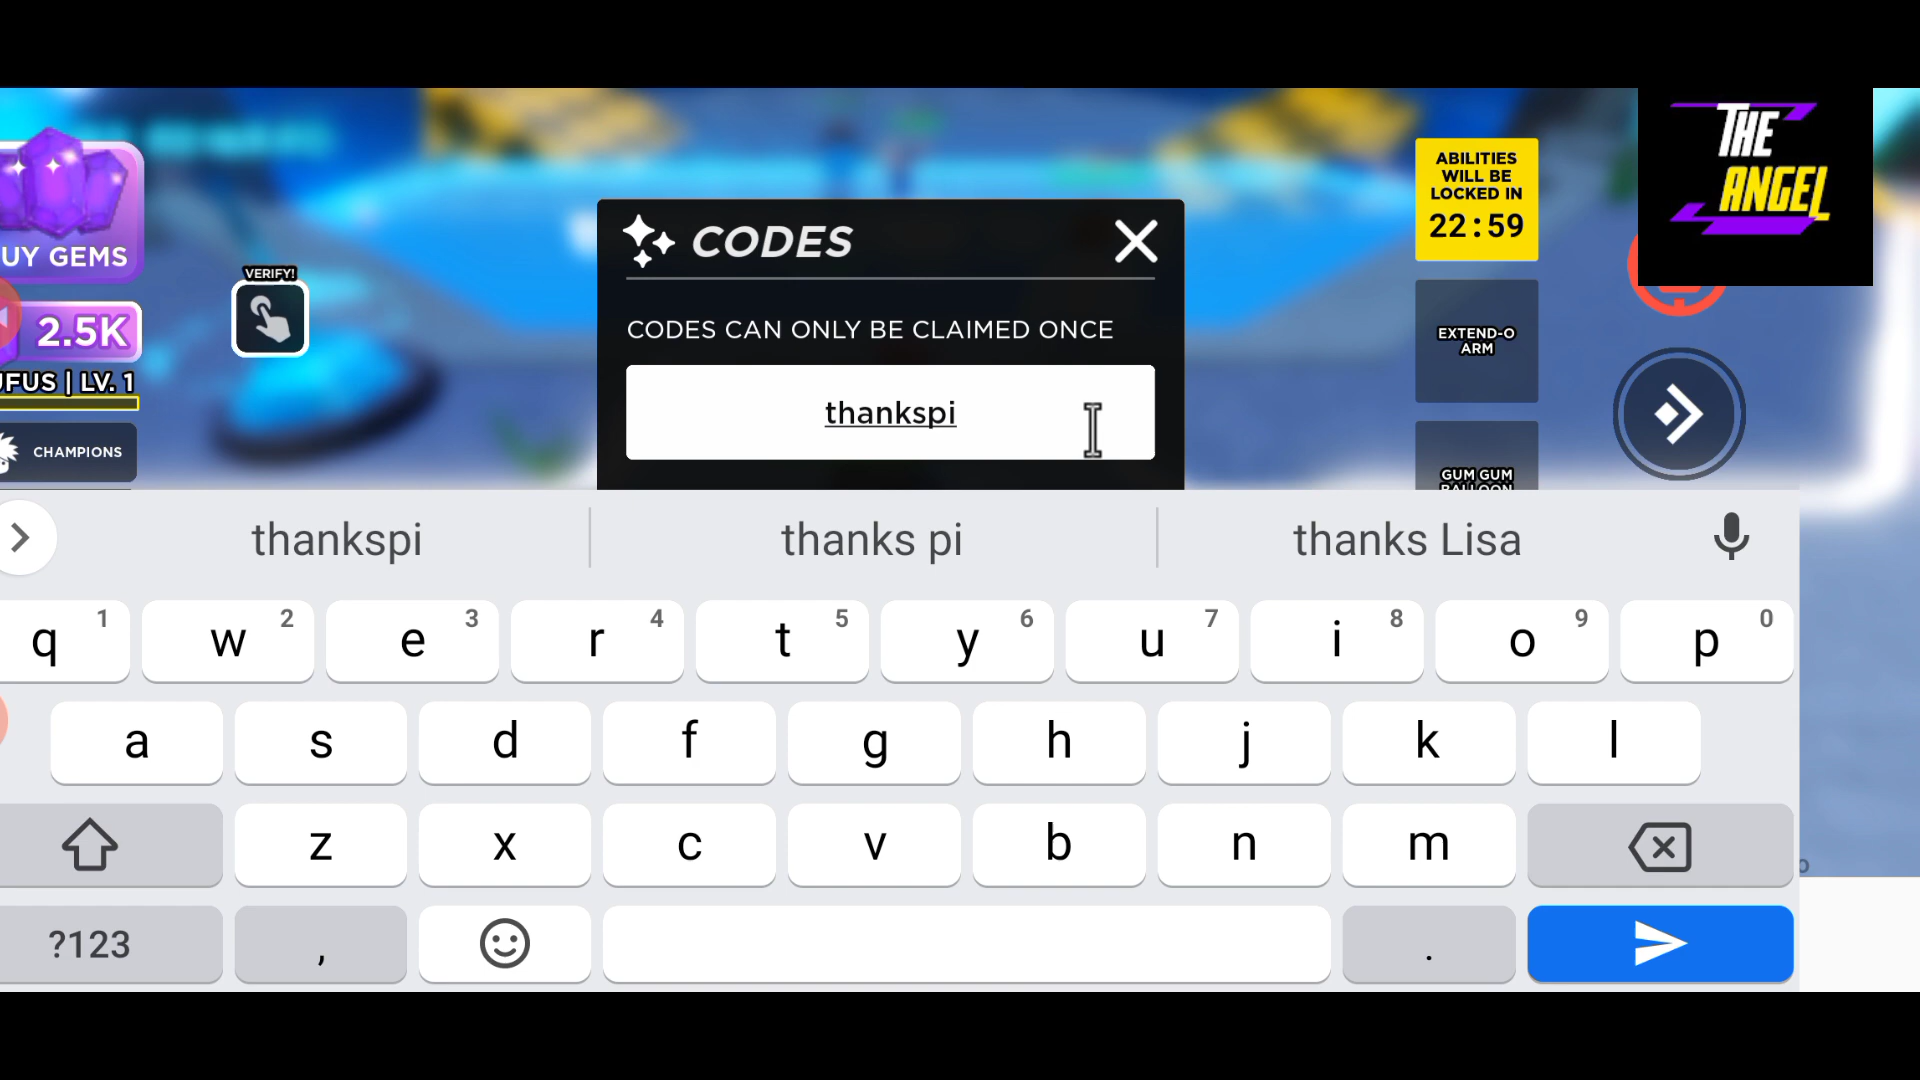 UY GEMS
2.5K
UFUS | LV. 1
CHAMPIONS
VERIFY!
CODES
CODES CAN ONLY BE CLAIMED ONCE
thankspi
ABILITIES
WILL BE
LOCKED IN
22:59
EXTEND-O
ARM
GUM GUM
BALLOON
THE
ANGEL
thankspi
thanks pi
thanks Lisa
q 1 w 2 e 3 r 4 t 5 y 6 u 7 i 8 o 9 p 0
a s d f g h j k l
z x c v b n m
?123 , .